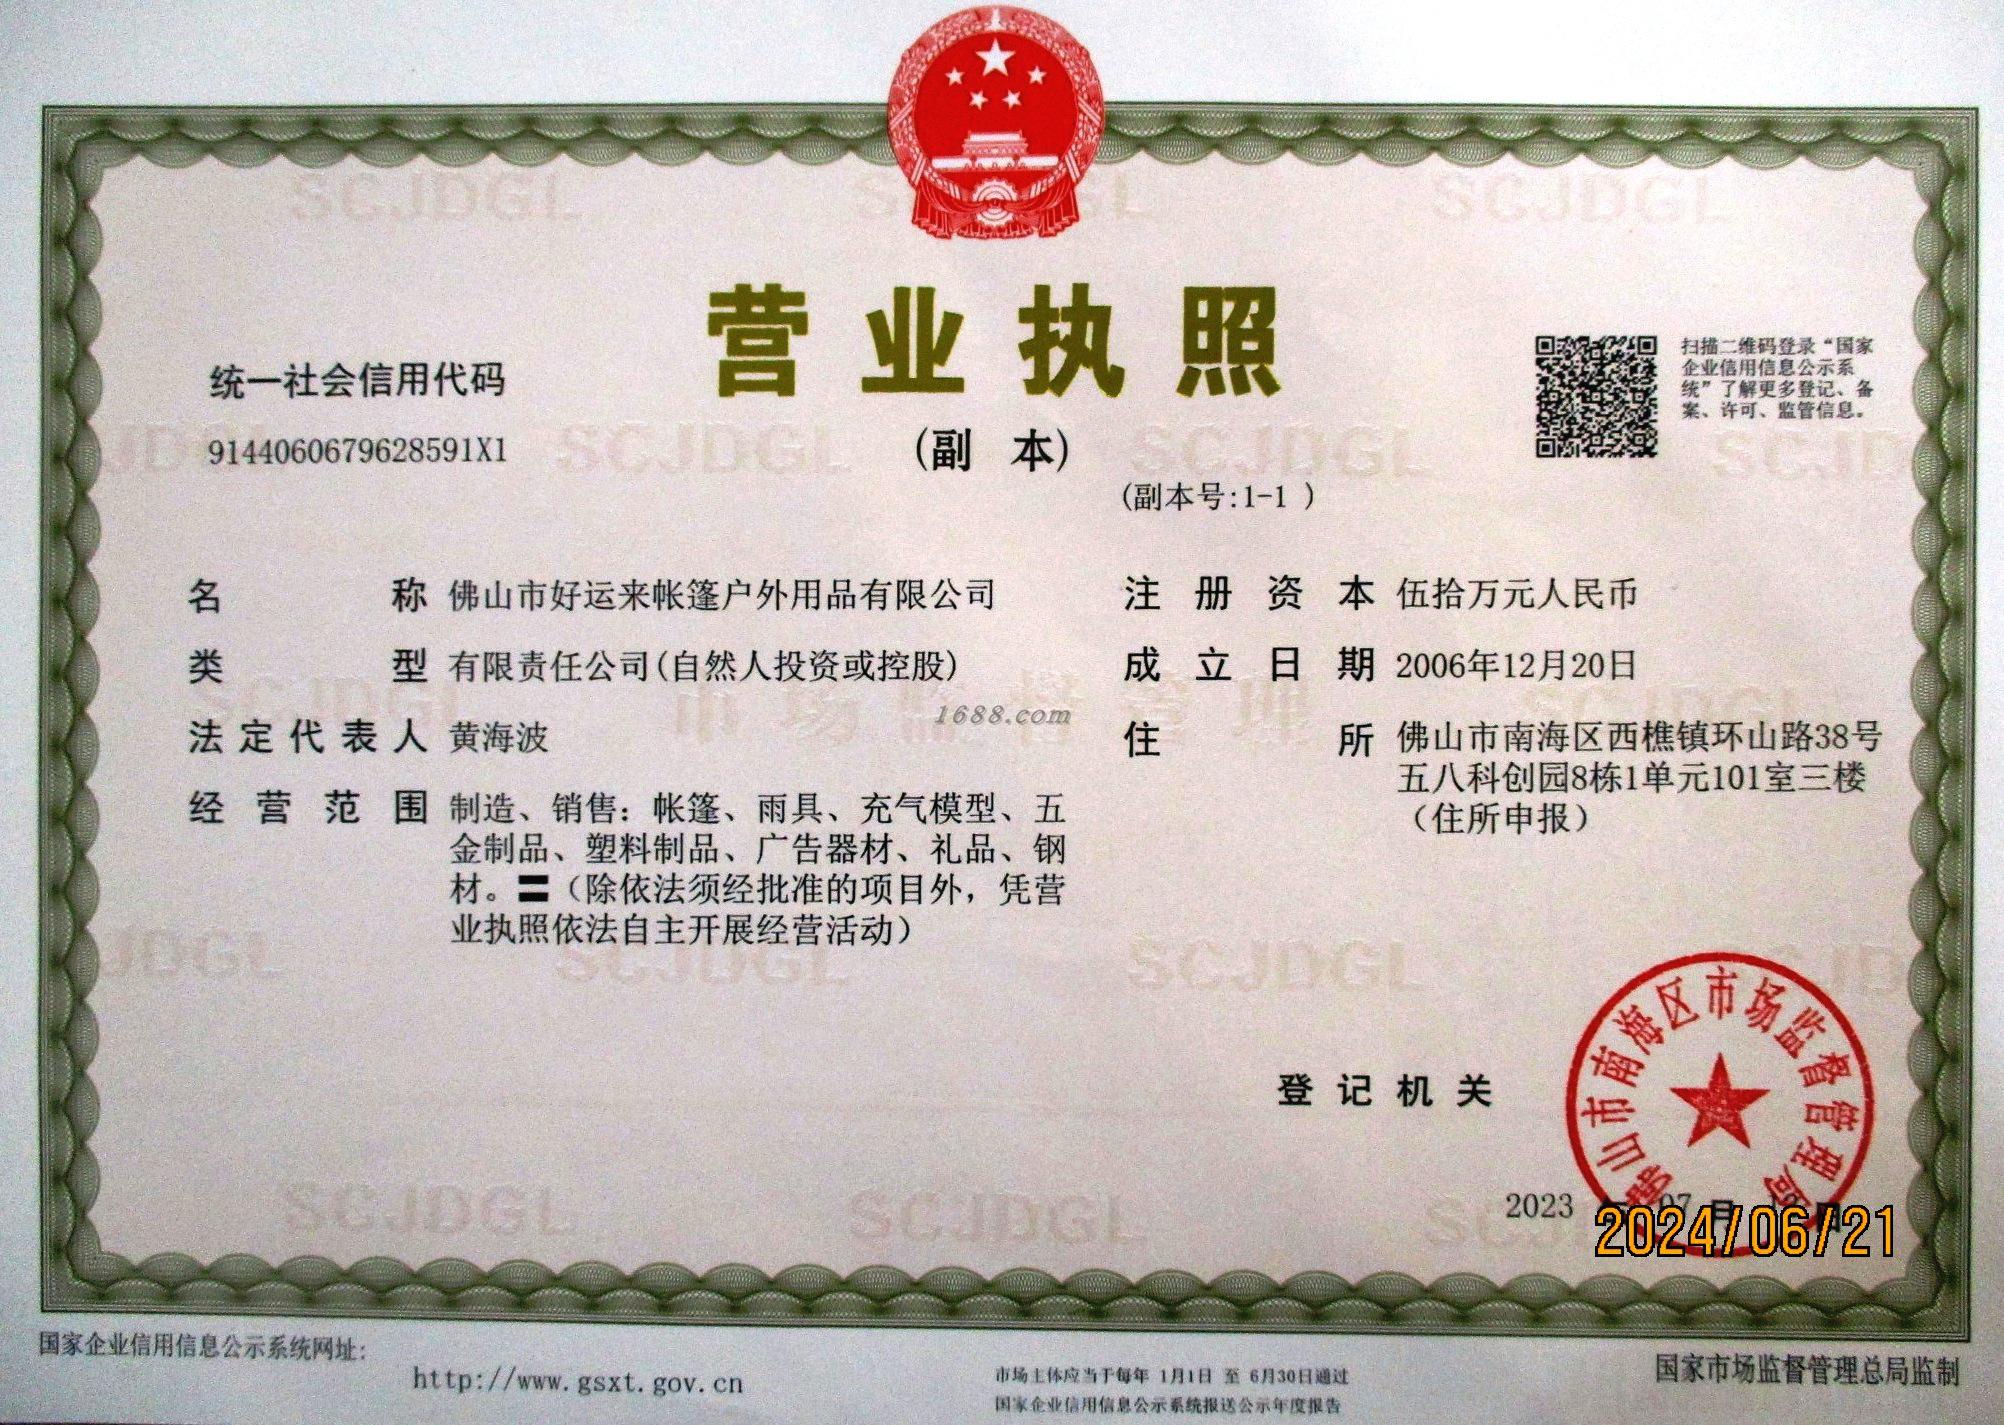 营业执照
(副 本)
(副本号:1-1 )
统一社会信用代码
9144060679628591X1
扫描二维码登录“国家
企业信用信息公示系
统”了解更多登记、备
案、许可、监管信息。
名 称 佛山市好运来帐篷户外用品有限公司
类 型 有限责任公司(自然人投资或控股)
法定代表人 黄海波
经营范围 制造、销售：帐篷、雨具、充气模型、五
金制品、塑料制品、广告器材、礼品、钢
材。〓（除依法须经批准的项目外，凭营
业执照依法自主开展经营活动）
注册资本 伍拾万元人民币
成立日期 2006年12月20日
住 所 佛山市南海区西樵镇环山路38号
五八科创园8栋1单元101室三楼
（住所申报）
1688.com
登记机关
佛山市南海区市场监督管理局
2023 年 07 月 日
2024/06/21
国家企业信用信息公示系统网址:
http://www.gsxt.gov.cn
市场主体应当于每年 1月1日 至 6月30日通过
国家企业信用信息公示系统报送公示年度报告
国家市场监督管理总局监制
SCJDGL